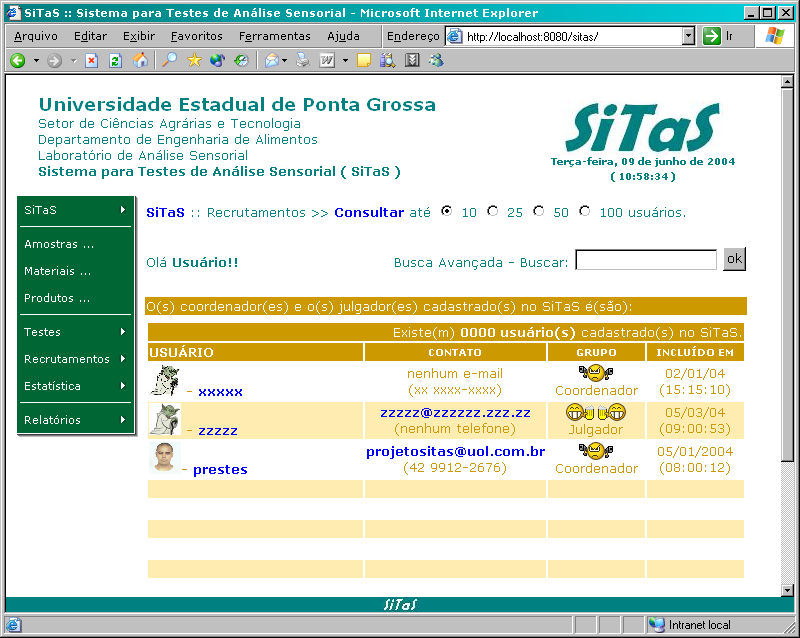 SiTaS :: Sistema para Testes de Análise Sensorial - Microsoft Internet Explorer
Arquivo Editar Exibir Favoritos Ferramentas Ajuda Endereço http://localhost:8080/sitas/ Ir
Universidade Estadual de Ponta Grossa
Setor de Ciências Agrárias e Tecnologia
Departamento de Engenharia de Alimentos
Laboratório de Análise Sensorial
Sistema para Testes de Análise Sensorial ( SiTaS )
SiTaS
Terça-feira, 09 de junho de 2004
( 10:58:34 )
SiTaS
Amostras ...
Materiais ...
Produtos ...
Testes
Recrutamentos
Estatística
Relatórios
SiTaS :: Recrutamentos >> Consultar até 10 25 50 100 usuários.
Olá Usuário!! Busca Avançada - Buscar: ok
O(s) coordenador(es) e o(s) julgador(es) cadastrado(s) no SiTaS é(são):
Existe(m) 0000 usuário(s) cadastrado(s) no SiTaS.
USUÁRIO CONTATO GRUPO INCLUÍDO EM
nenhum e-mail 02/01/04
- xxxxx (xx xxxx-xxxx) Coordenador (15:15:10)
zzzzz@zzzzzz.zzz.zz 05/03/04
- zzzzz (nenhum telefone) Julgador (09:00:53)
projetositas@uol.com.br 05/01/2004
- prestes (42 9912-2676) Coordenador (08:00:12)
SiTaS
Intranet local